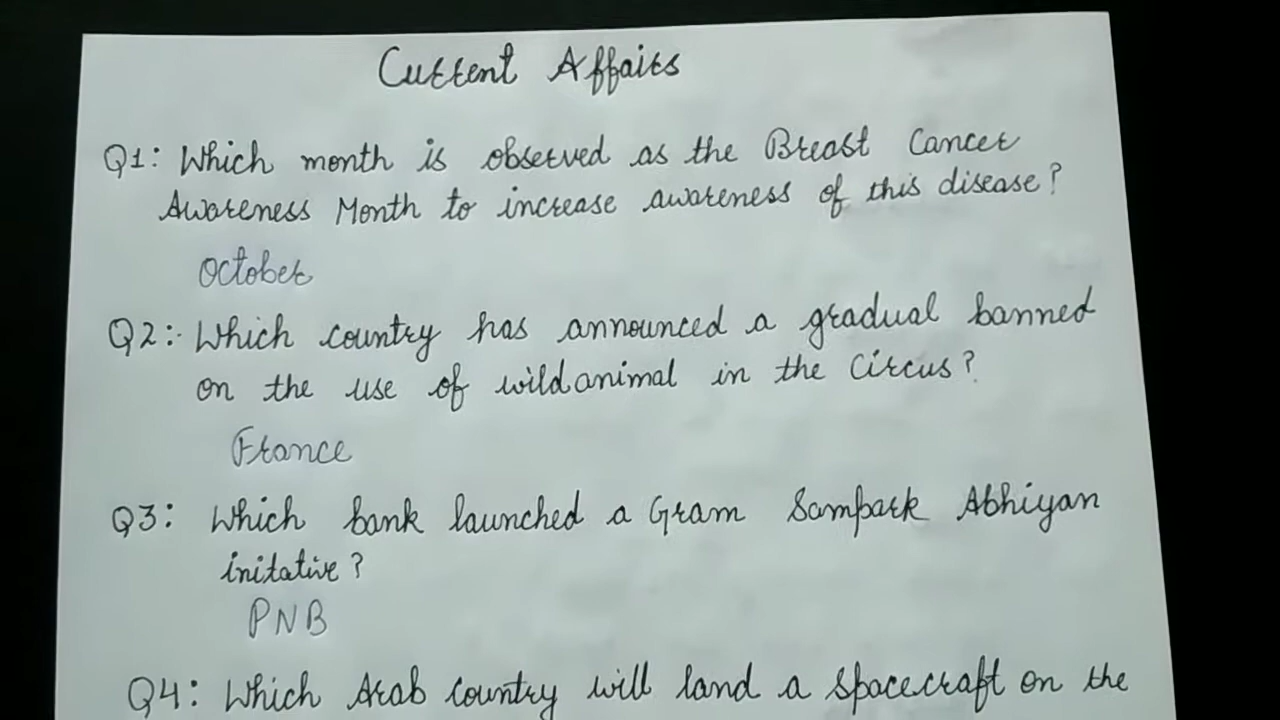 Current Affairs
Q1: Which month is observed as the Breast Cancer
Awareness Month to increase awareness of this disease?
October
Q2:- Which country has announced a gradual banned
on the use of wild animal in the Circus?
France
Q3: Which bank launched a Gram Sampark Abhiyan
initative?
PNB
Q4: Which Arab country will land a spacecraft on the